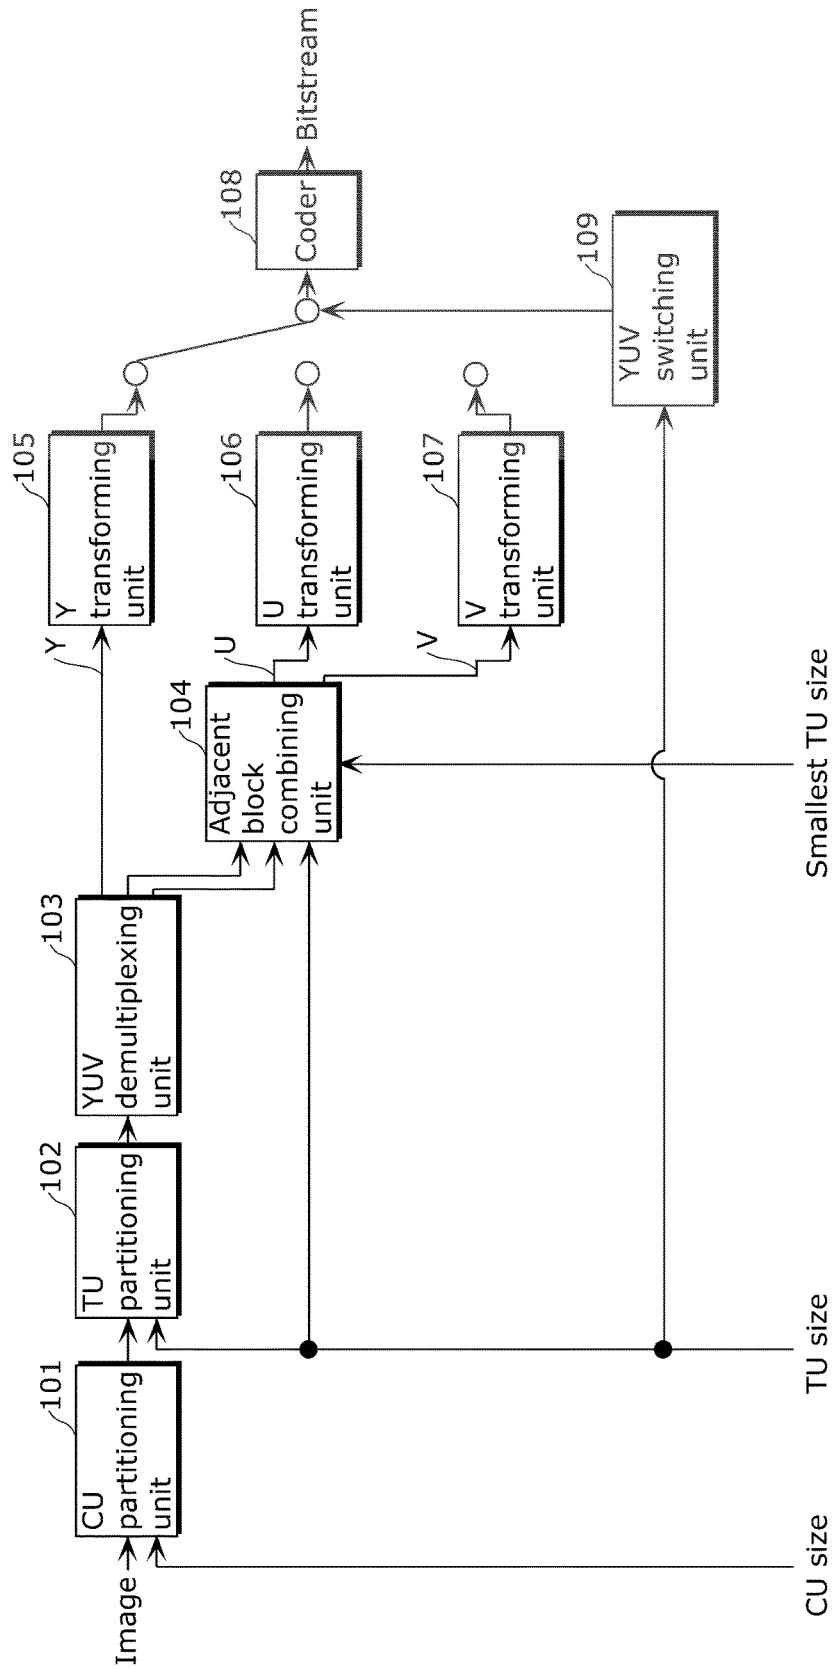 Image
CU size
101
CU
partitioning
unit
TU size
102
TU
partitioning
unit
103
YUV
demultiplexing
unit
Smallest TU size
104
Adjacent
block
combining
unit
Y
U
V
105
Y
transforming
unit
106
U
transforming
unit
107
V
transforming
unit
109
YUV
switching
unit
108
Coder
Bitstream